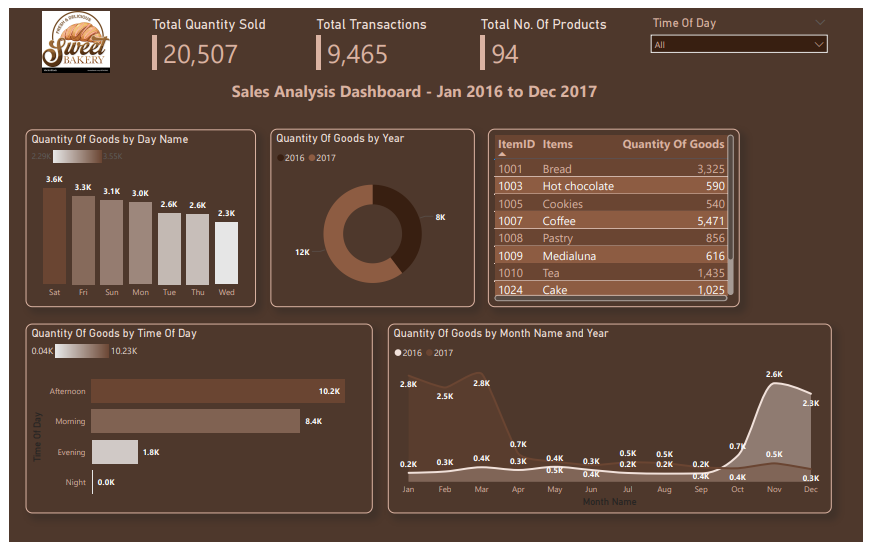 FRESH & DELICIOUS
Sweet
BAKERY
Total Quantity Sold
20,507
Total Transactions
9,465
Total No. Of Products
94
Time Of Day
All
Sales Analysis Dashboard - Jan 2016 to Dec 2017
Quantity Of Goods by Day Name
2.29K 3.55K
3.6K 3.3K 3.1K 3.0K 2.6K 2.6K 2.3K
Sat Fri Sun Mon Tue Thu Wed
Quantity Of Goods by Year
2016 2017
8K
12K
ItemID Items Quantity Of Goods
1001 Bread 3,325
1003 Hot chocolate 590
1005 Cookies 540
1007 Coffee 5,471
1008 Pastry 856
1009 Medialuna 616
1010 Tea 1,435
1024 Cake 1,025
Quantity Of Goods by Time Of Day
0.04K 10.23K
Time Of Day
Afternoon 10.2K
Morning 8.4K
Evening 1.8K
Night 0.0K
Quantity Of Goods by Month Name and Year
2016 2017
2.8K 2.5K 2.8K 0.7K 0.5K 0.4K 0.5K 0.5K 0.4K 0.4K 0.5K 0.3K
0.2K 0.3K 0.4K 0.3K 0.4K 0.3K 0.2K 0.2K 0.2K 0.7K 2.6K 2.3K
Jan Feb Mar Apr May Jun Jul Aug Sep Oct Nov Dec
Month Name